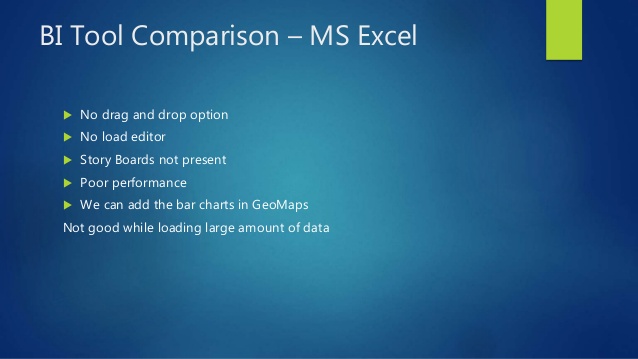 BI Tool Comparison – MS Excel
No drag and drop option
No load editor
Story Boards not present
Poor performance
We can add the bar charts in GeoMaps
Not good while loading large amount of data